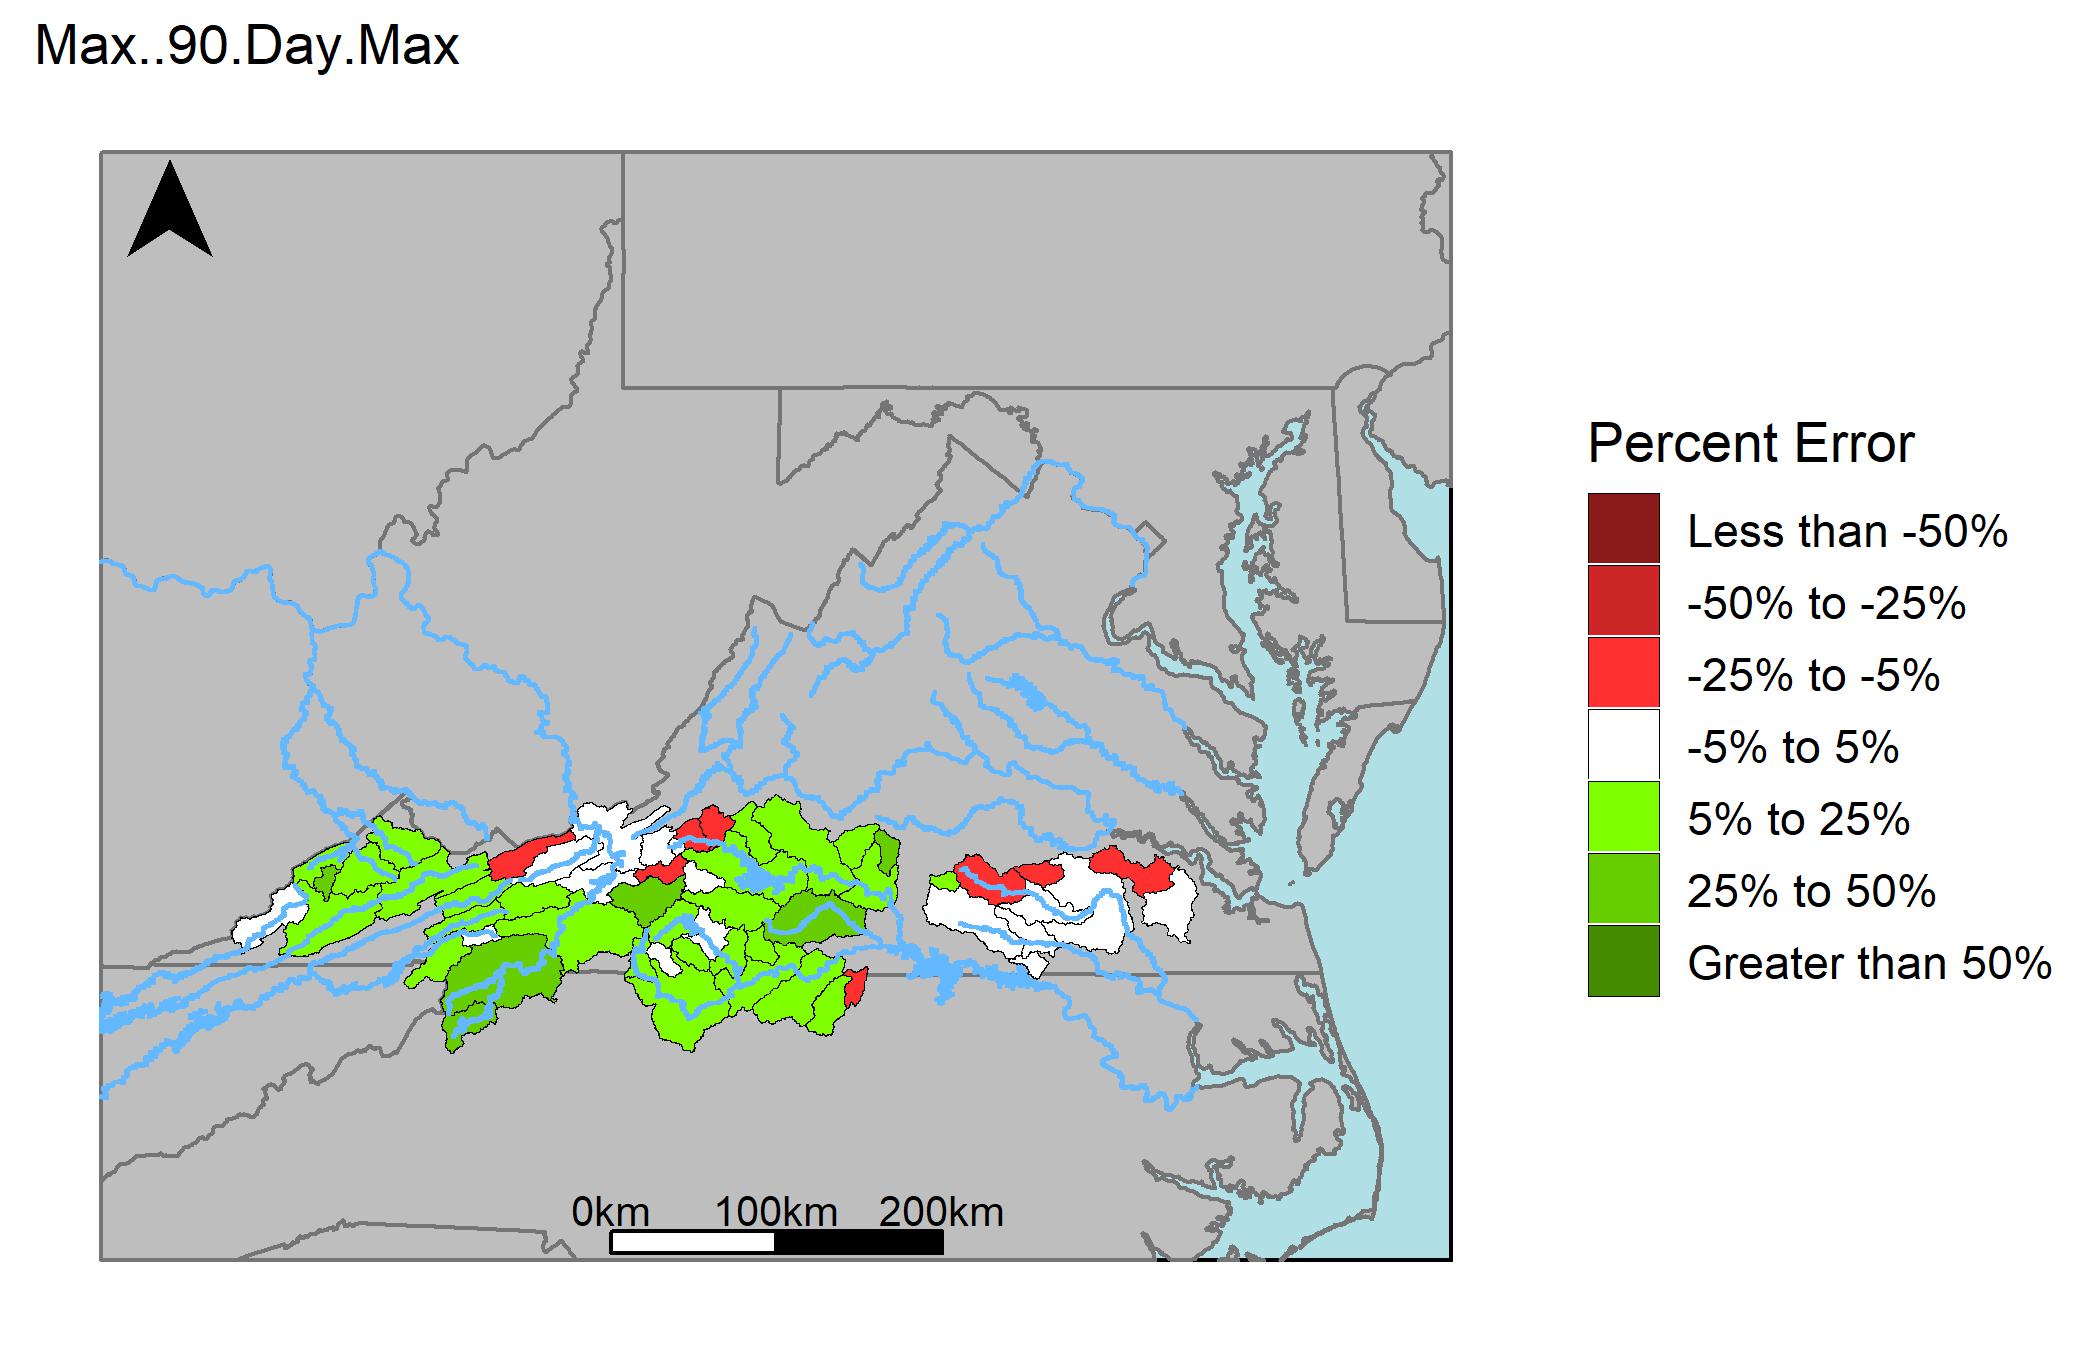 Max..90.Day.Max
Percent Error
Less than -50%
-50% to -25%
-25% to -5%
-5% to 5%
5% to 25%
25% to 50%
Greater than 50%
0km 100km 200km